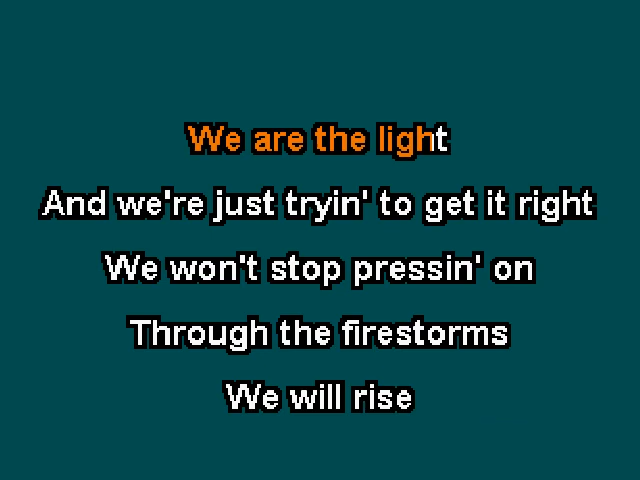 We are the light
And we're just tryin' to get it right
We won't stop pressin' on
Through the firestorms
We will rise